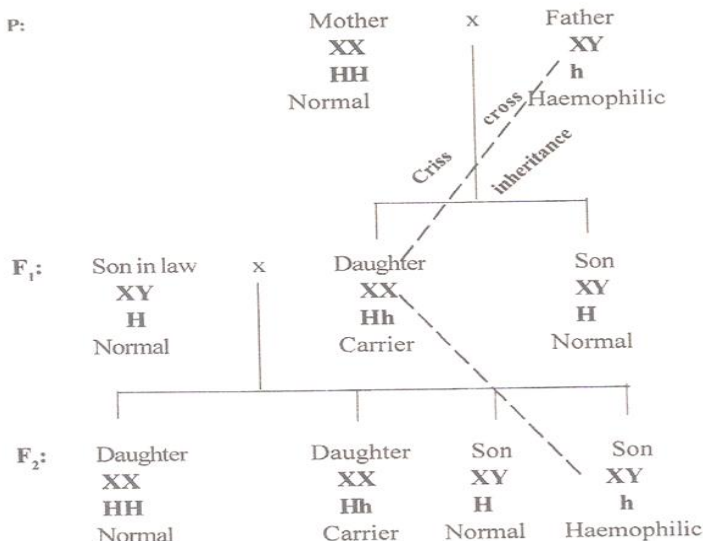 P: Mother x Father
XX XY
HH h
Normal Haemophilic
Criss cross inheritance
F₁: Son in law x Daughter Son
XY XX XY
H Hh H
Normal Carrier Normal
F₂: Daughter Daughter Son Son
XX XX XY XY
HH Hh H h
Normal Carrier Normal Haemophilic